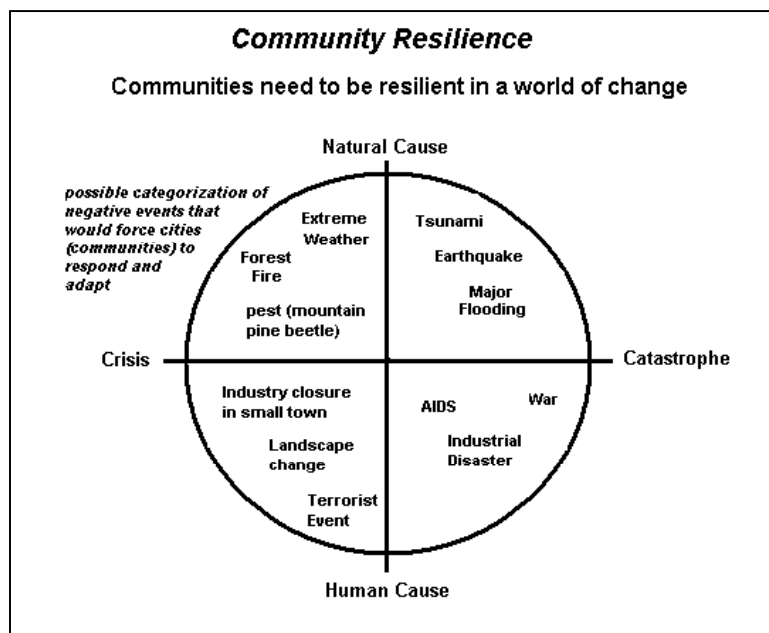 Community Resilience
Communities need to be resilient in a world of change
Natural Cause
possible categorization of
negative events that
would force cities
(communities) to
respond and
adapt
Extreme
Weather
Forest
Fire
pest (mountain
pine beetle)
Tsunami
Earthquake
Major
Flooding
Crisis
Catastrophe
Industry closure
in small town
Landscape
change
Terrorist
Event
AIDS
War
Industrial
Disaster
Human Cause